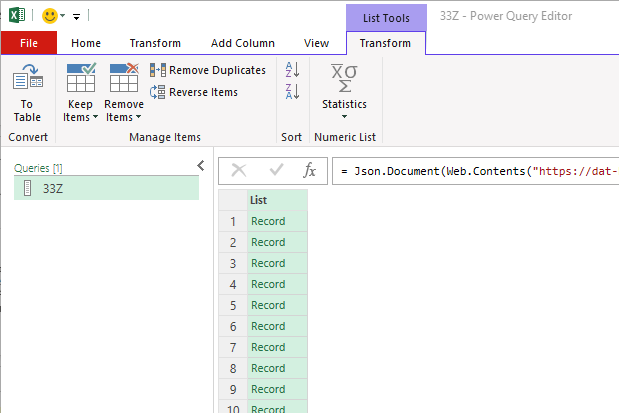 List Tools
33Z - Power Query Editor
File Home Transform Add Column View Transform
To Table
Keep Items
Remove Items
Remove Duplicates
Reverse Items
A Z
Z A
Statistics
Convert Manage Items Sort Numeric List
Queries [1]
33Z
fx = Json.Document(Web.Contents("https://dat-
List
1 Record
2 Record
3 Record
4 Record
5 Record
6 Record
7 Record
8 Record
9 Record
10 Record